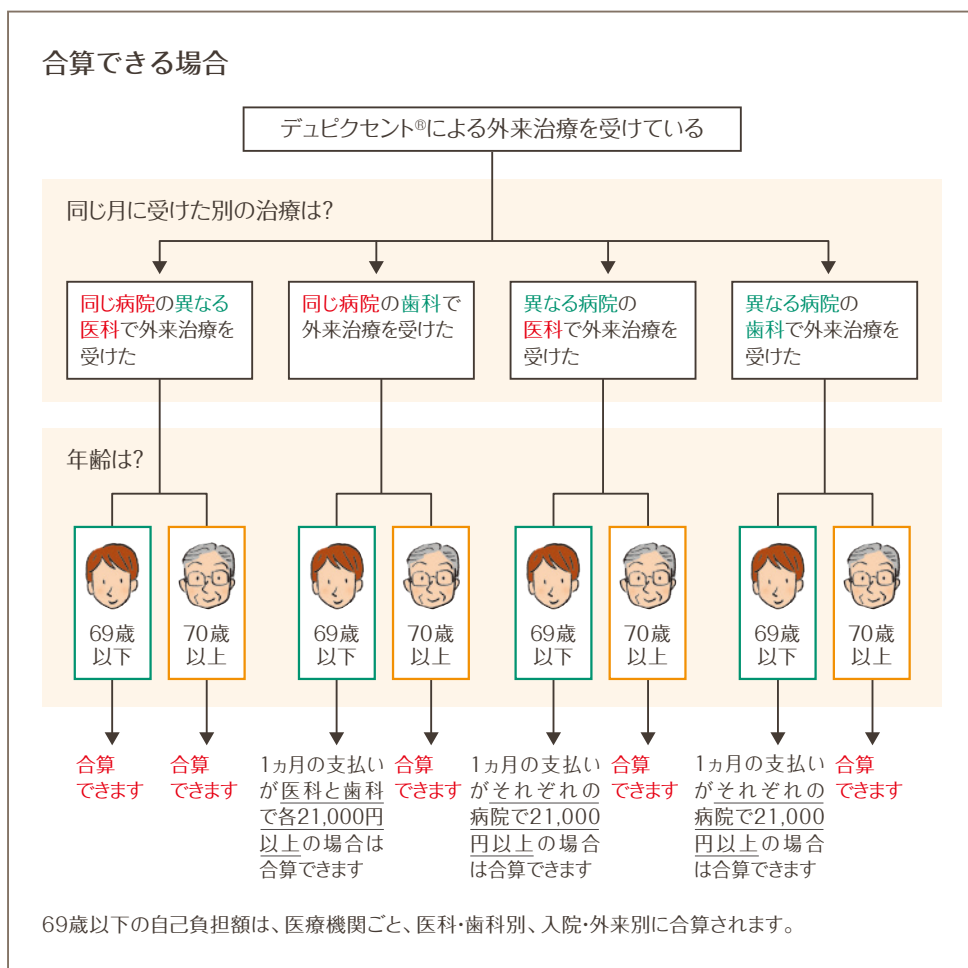 合算できる場合
デュピクセント®による外来治療を受けている
同じ月に受けた別の治療は?
同じ病院の異なる
医科で外来治療を
受けた
同じ病院の歯科で
外来治療を受けた
異なる病院の
医科で外来治療を
受けた
異なる病院の
歯科で外来治療を
受けた
年齢は?
69歳
以下
70歳
以上
69歳
以下
70歳
以上
69歳
以下
70歳
以上
69歳
以下
70歳
以上
合算
できます
合算
できます
1ヵ月の支払い
が医科と歯科
で各21,000円
以上の場合は
合算できます
合算
できます
1ヵ月の支払い
がそれぞれの
病院で21,000
円以上の場合
は合算できます
合算
できます
1ヵ月の支払い
がそれぞれの
病院で21,000
円以上の場合
は合算できます
合算
できます
69歳以下の自己負担額は、医療機関ごと、医科・歯科別、入院・外来別に合算されます。